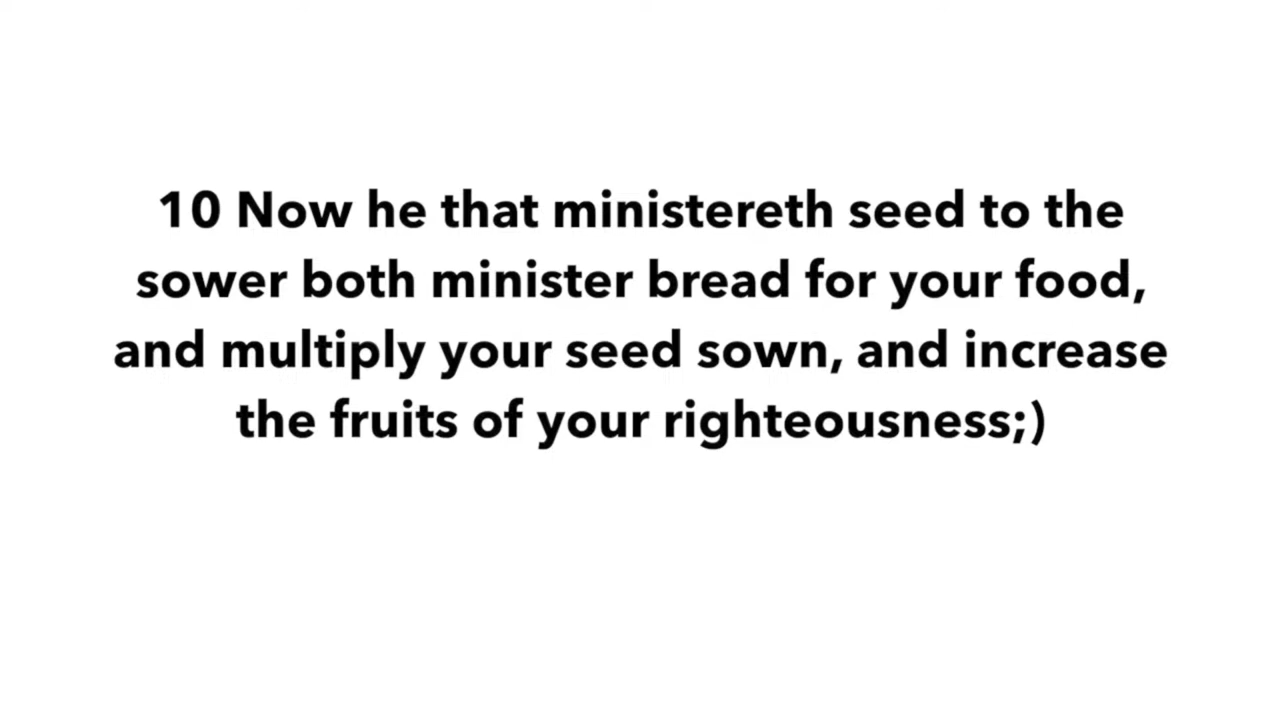 10 Now he that ministereth seed to the
sower both minister bread for your food,
and multiply your seed sown, and increase
the fruits of your righteousness;)